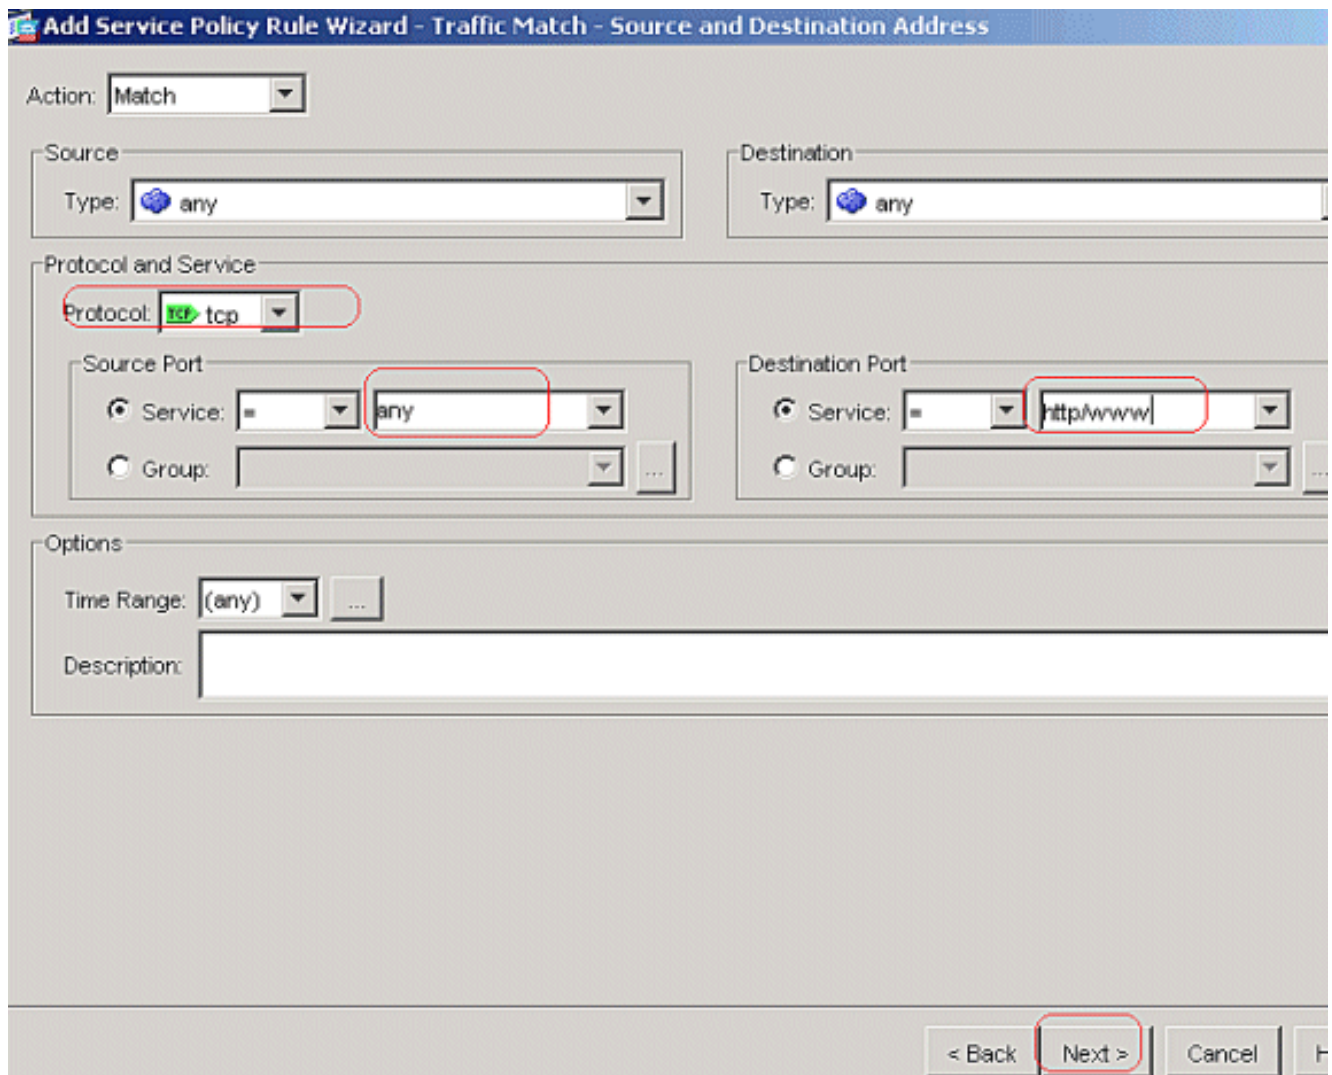 Add Service Policy Rule Wizard - Traffic Match - Source and Destination Address
Action: Match
Source
Destination
Type: any
Type: any
Protocol and Service
Protocol: TCP tcp
Source Port
Destination Port
Service: = any
Service: = http/www
Group: ...
Group: ...
Options
Time Range: (any) ...
Description:
< Back Next > Cancel H